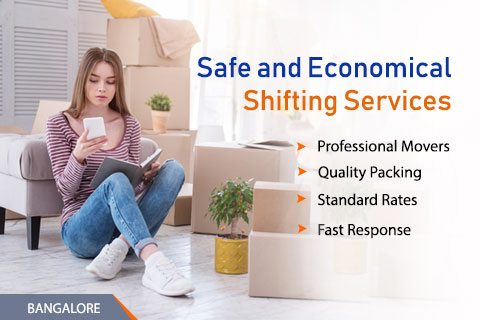 Safe and Economical
Shifting Services
Professional Movers
Quality Packing
Standard Rates
Fast Response
BANGALORE